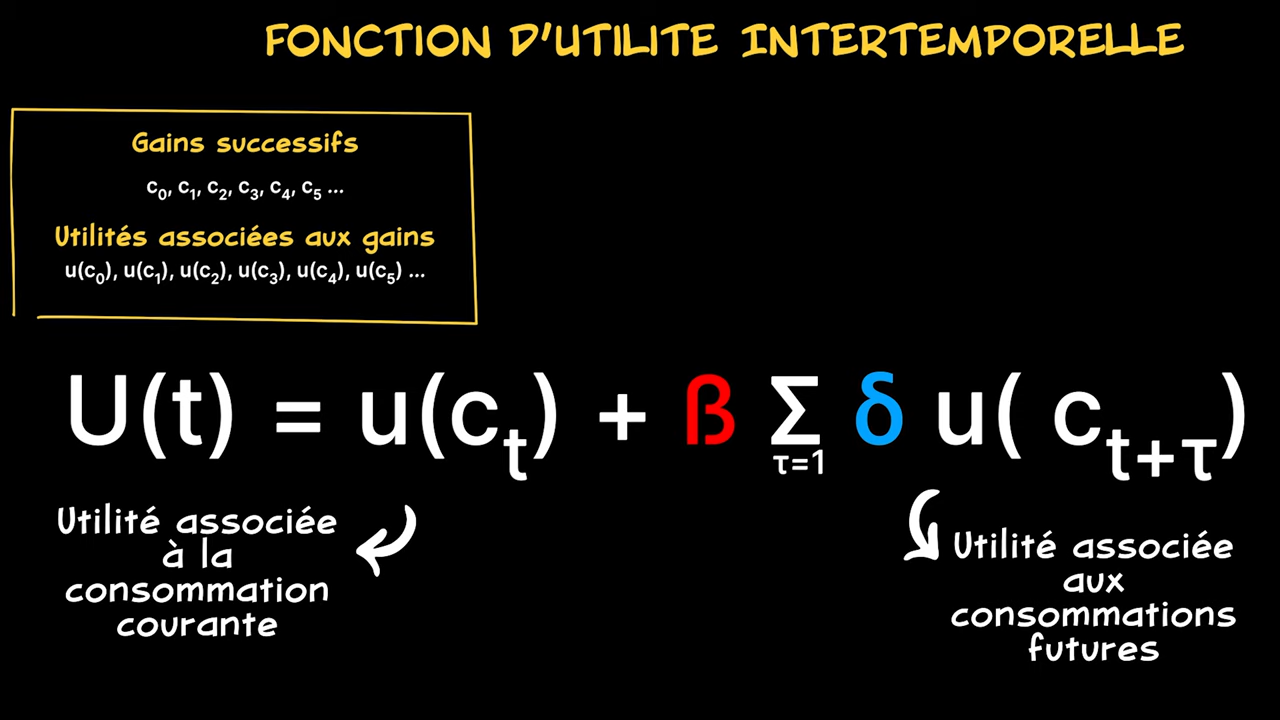 FONCTION D'UTILITE INTERTEMPORELLE
Gains successifs
c₀, c₁, c₂, c₃, c₄, c₅ ...
Utilités associées aux gains
u(c₀), u(c₁), u(c₂), u(c₃), u(c₄), u(c₅) ...
U(t) = u(cₜ) + ß Σ δ u( c t+τ)
τ=1
Utilité associée
à la
consommation
courante
Utilité associée
aux
consommations
futures